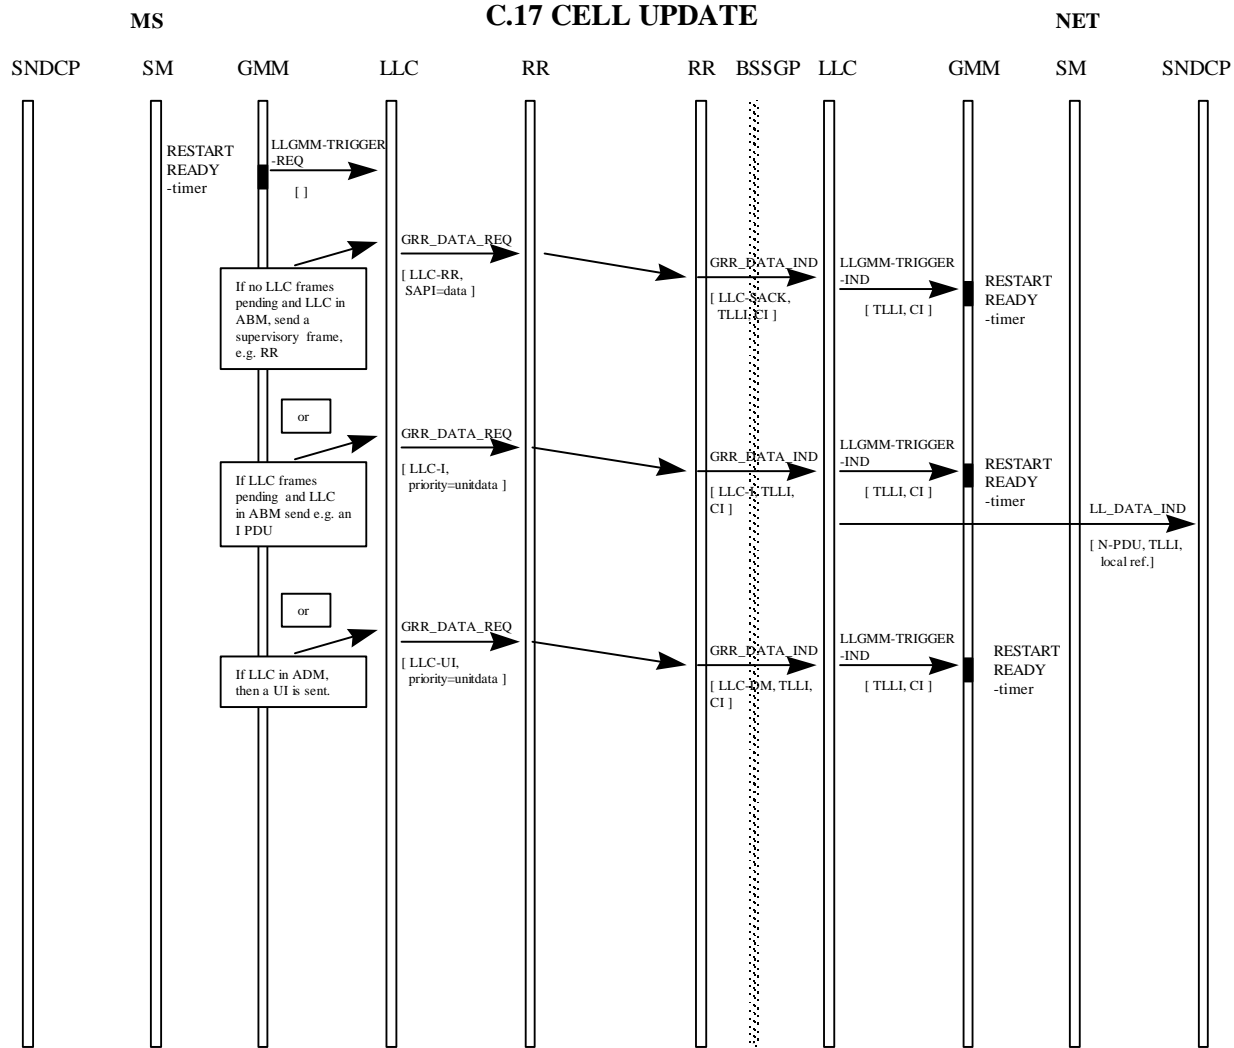 C.17 CELL UPDATE
MS
NET
SNDCP SM GMM LLC RR RR BSSGP LLC GMM SM SNDCP
RESTART
READY
-timer
LLGMM-TRIGGER
-REQ
[ ]
GRR_DATA_REQ
[ LLC-RR,
SAPI=data ]
GRR_DATA_IND
[ LLC-SACK,
TLLI, CI ]
LLGMM-TRIGGER
-IND
[ TLLI, CI ]
RESTART
READY
-timer
If no LLC frames
pending and LLC in
ABM, send a
supervisory frame,
e.g. RR
or
GRR_DATA_REQ
[ LLC-I,
priority=unitdata ]
GRR_DATA_IND
[ LLC-I, TLLI,
CI ]
LLGMM-TRIGGER
-IND
[ TLLI, CI ]
RESTART
READY
-timer
If LLC frames
pending and LLC
in ABM send e.g. an
I PDU
LL_DATA_IND
[ N-PDU, TLLI,
local ref.]
or
GRR_DATA_REQ
[ LLC-UI,
priority=unitdata ]
GRR_DATA_IND
[ LLC-DM, TLLI,
CI ]
LLGMM-TRIGGER
-IND
[ TLLI, CI ]
RESTART
READY
-timer
If LLC in ADM,
then a UI is sent.